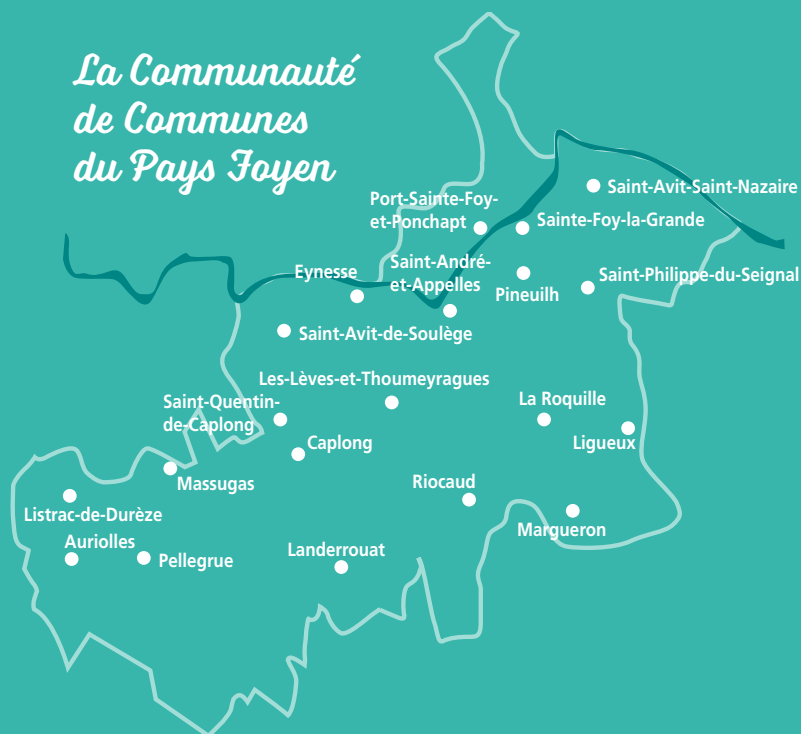 La Communauté
de Communes
du Pays Foyen
Saint-Avit-Saint-Nazaire
Port-Sainte-Foy-
et-Ponchapt
Sainte-Foy-la-Grande
Saint-André-
et-Appelles
Eynesse
Pineuilh
Saint-Philippe-du-Seignal
Saint-Avit-de-Soulège
Les-Lèves-et-Thoumeyragues
Saint-Quentin-
de-Caplong
La Roquille
Caplong
Ligueux
Massugas
Riocaud
Listrac-de-Durèze
Margueron
Auriolles
Pellegrue
Landerrouat